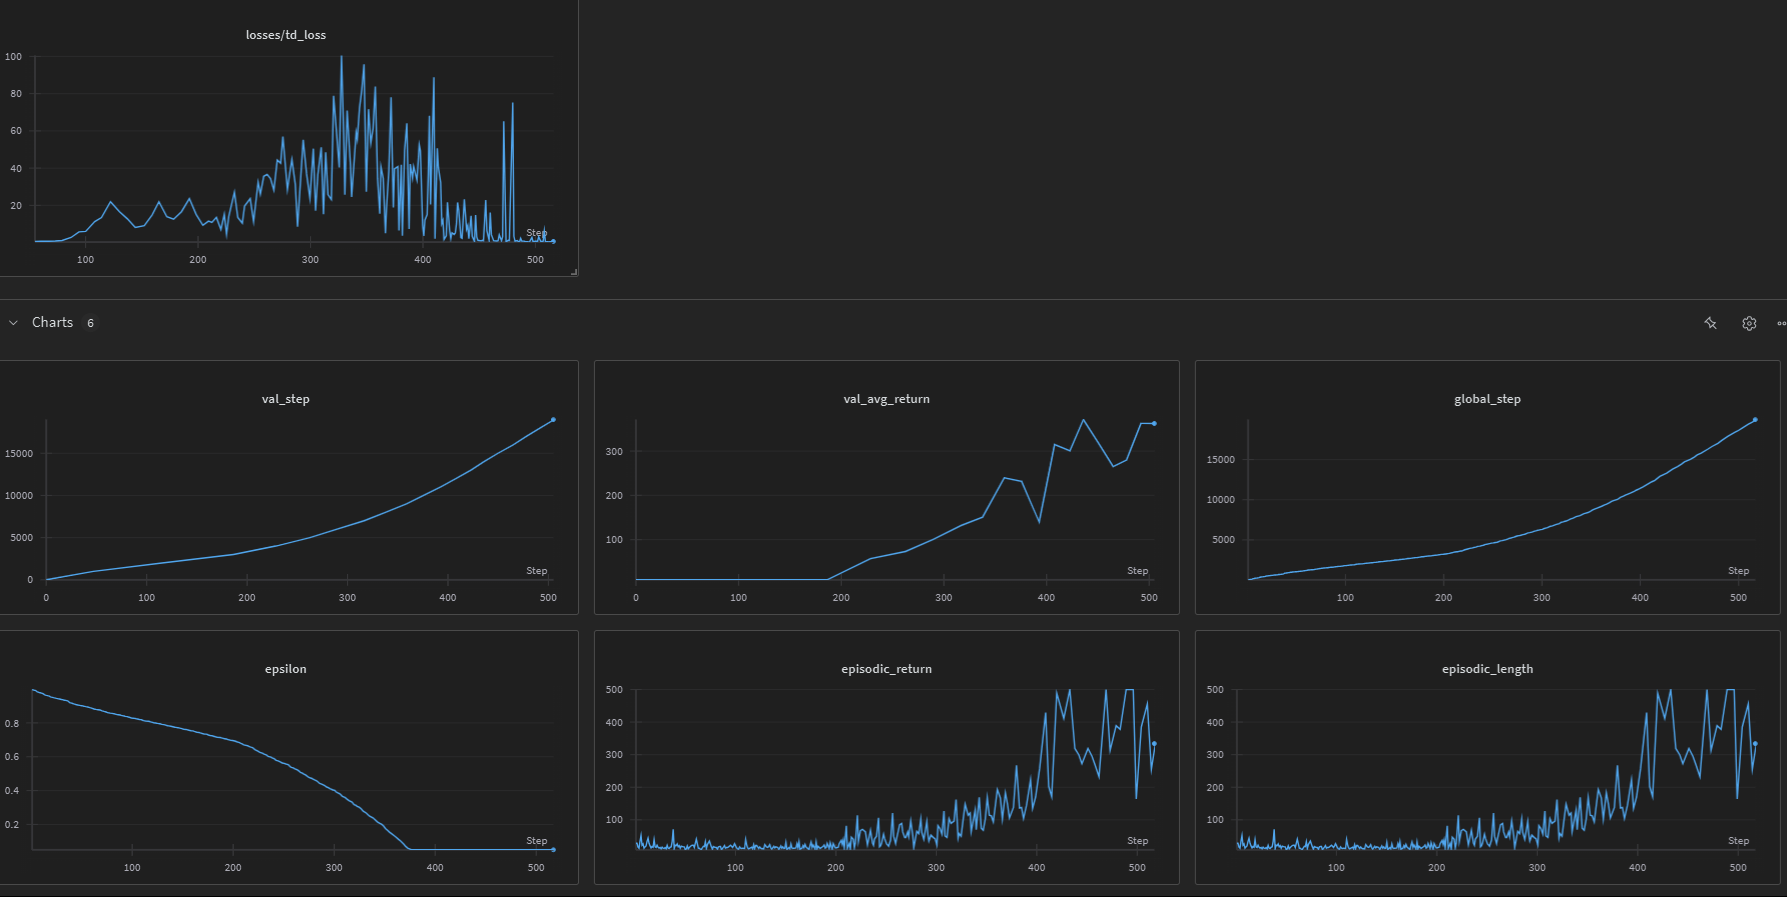 losses/td_loss
100
80
60
40
20
Step
100 200 300 400 500
Charts 6
val_step
15000
10000
5000
0
Step
0 100 200 300 400 500
val_avg_return
300
200
100
Step
0 100 200 300 400 500
global_step
15000
10000
5000
Step
100 200 300 400 500
epsilon
0.8
0.6
0.4
0.2
Step
100 200 300 400 500
episodic_return
500
400
300
200
100
Step
100 200 300 400 500
episodic_length
500
400
300
200
100
Step
100 200 300 400 500